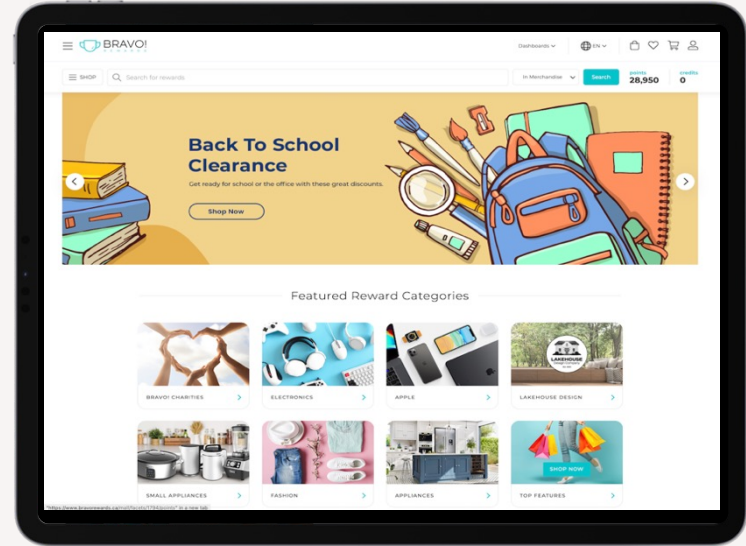 BRAVO!
REWARDS
Dashboards
EN
SHOP
Search for rewards
In Merchandise
Search
points
28,950
credits
0
Back To School
Clearance
Get ready for school or the office with these great discounts.
Shop Now
Featured Reward Categories
BRAVO! CHARITIES
ELECTRONICS
APPLE
LAKEHOUSE
LAKEHOUSE DESIGN
SHOP NOW
SMALL APPLIANCES
FASHION
APPLIANCES
TOP FEATURES